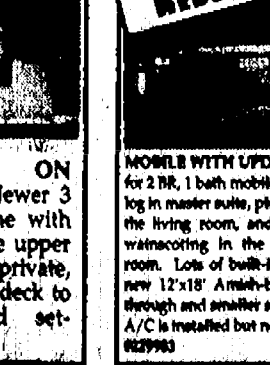 ON
ewer 3
ne with
e upper
private,
deck to
d set-
MOBILE WITH UPD
for 2 BR, 1 bath mobil
log in master suite, pl
the living room, and
wainscoting in the
room. Lots of built-i
new 12'x18' Amish-b
through and smaller s
A/C is installed but n